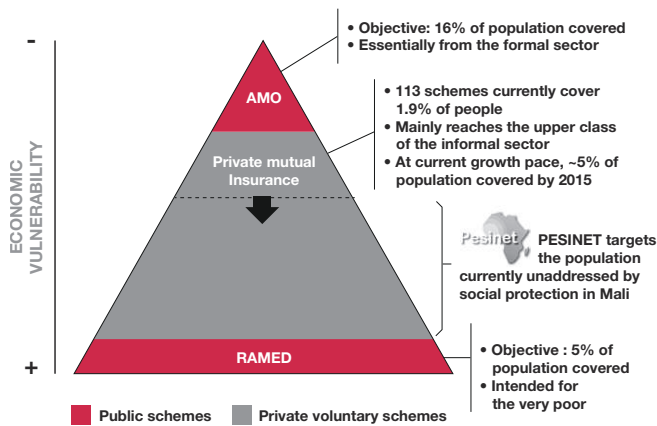 -
• Objective: 16% of population covered
• Essentially from the formal sector
AMO
• 113 schemes currently cover
1.9% of people
• Mainly reaches the upper class
of the informal sector
• At current growth pace, ~5% of
population covered by 2015
Private mutual
Insurance
ECONOMIC
VULNERABILITY
Pesinet
PESINET targets
the population
currently unaddressed by
social protection in Mali
+
RAMED
• Objective : 5% of
population covered
• Intended for
the very poor
Public schemes
Private voluntary schemes